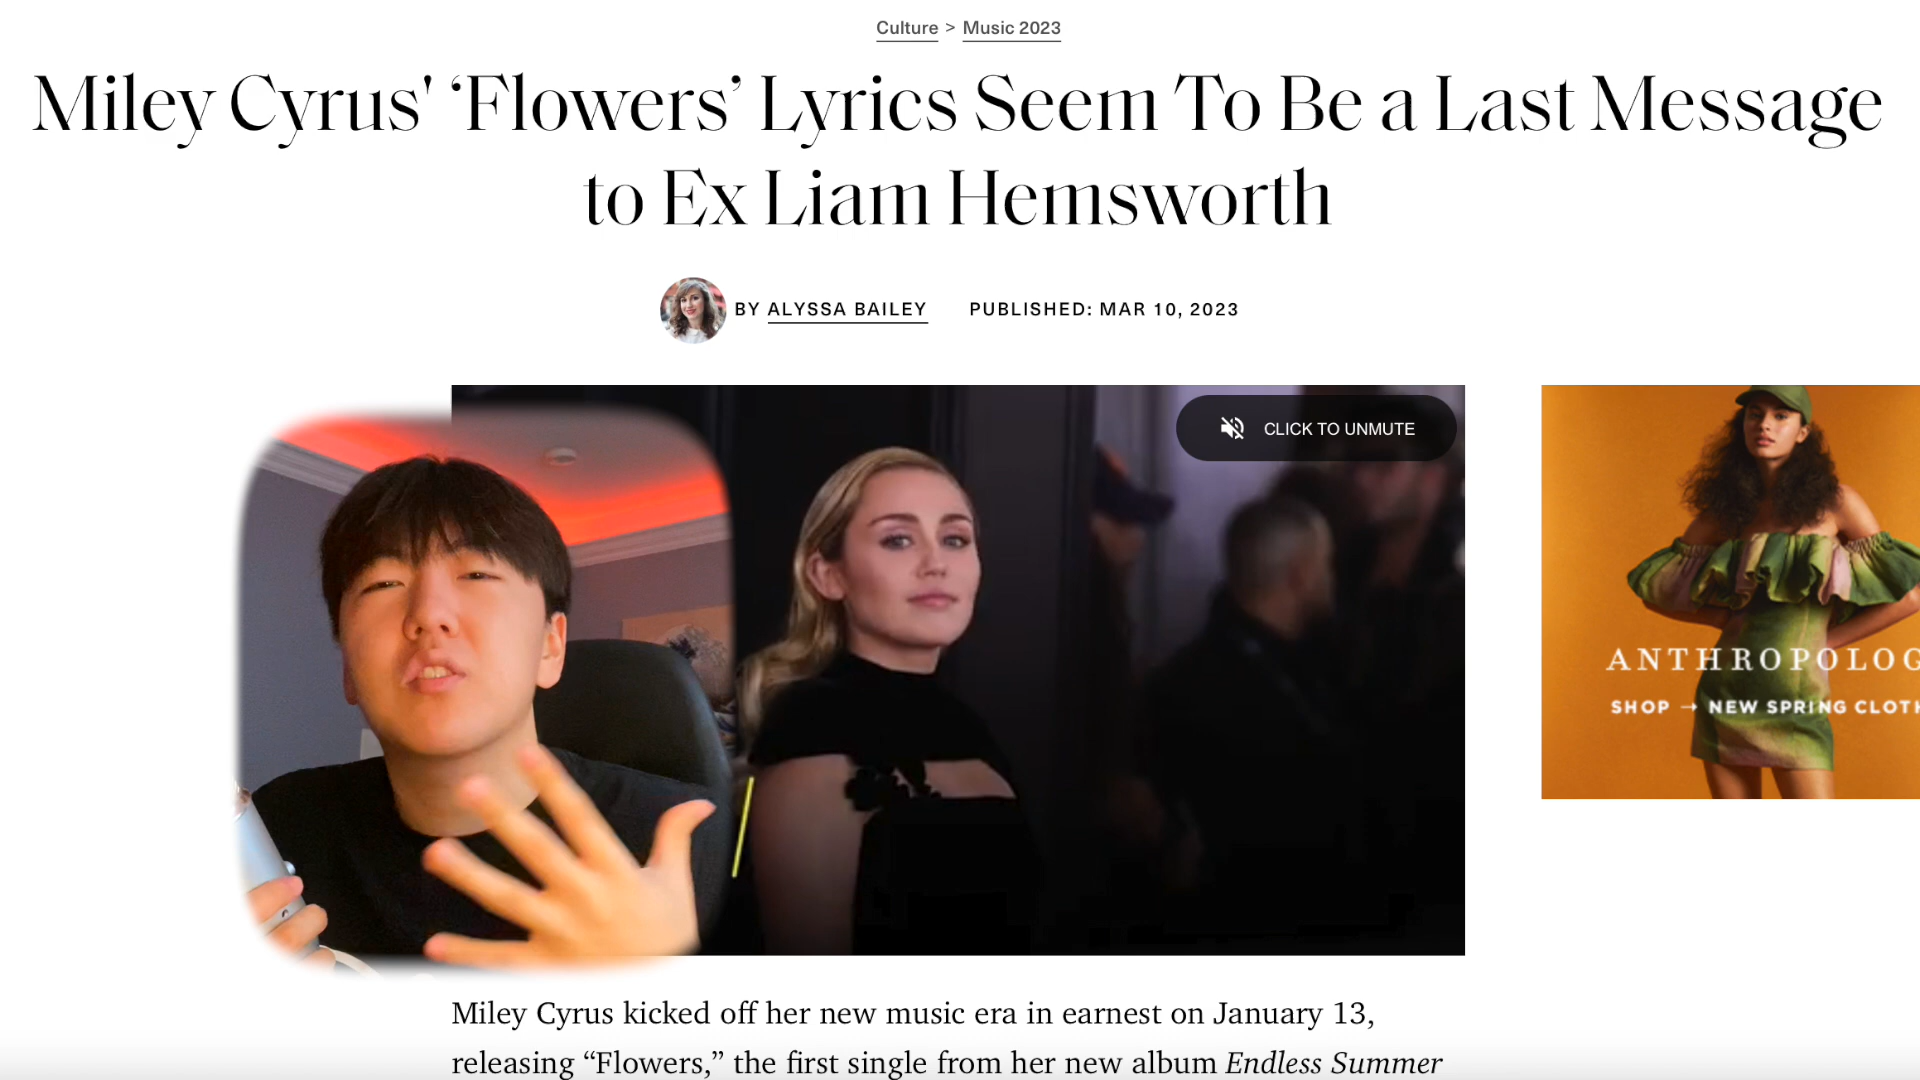 Culture > Music 2023
Miley Cyrus' ‘Flowers’ Lyrics Seem To Be a Last Message
to Ex Liam Hemsworth
BY ALYSSA BAILEY PUBLISHED: MAR 10, 2023
CLICK TO UNMUTE
ANTHROPOLOG
SHOP → NEW SPRING CLOTH
Miley Cyrus kicked off her new music era in earnest on January 13,
releasing “Flowers,” the first single from her new album Endless Summer